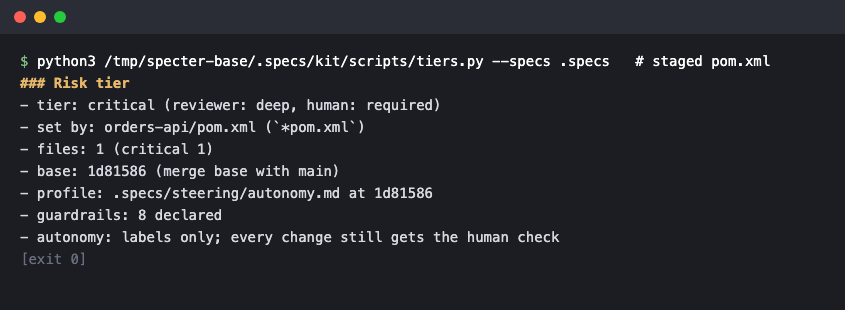 $ python3 /tmp/specter-base/.specs/kit/scripts/tiers.py --specs .specs   # staged pom.xml
### Risk tier
– tier: critical (reviewer: deep, human: required)
– set by: orders-api/pom.xml (`*pom.xml`)
– files: 1 (critical 1)
– base: 1d81586 (merge base with main)
– profile: .specs/steering/autonomy.md at 1d81586
– guardrails: 8 declared
– autonomy: labels only; every change still gets the human check
[exit 0]